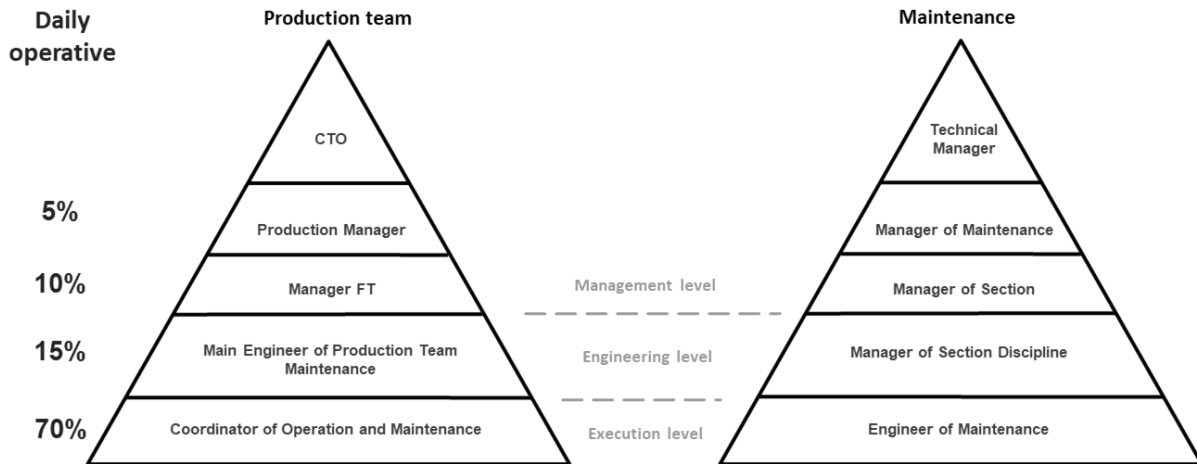 Daily
operative
Production team
Maintenance
CTO
Technical
Manager
5%
Production Manager
Manager of Maintenance
10%
Manager FT
Management level
Manager of Section
15%
Main Engineer of Production Team
Maintenance
Engineering level
Manager of Section Discipline
70%
Coordinator of Operation and Maintenance
Execution level
Engineer of Maintenance